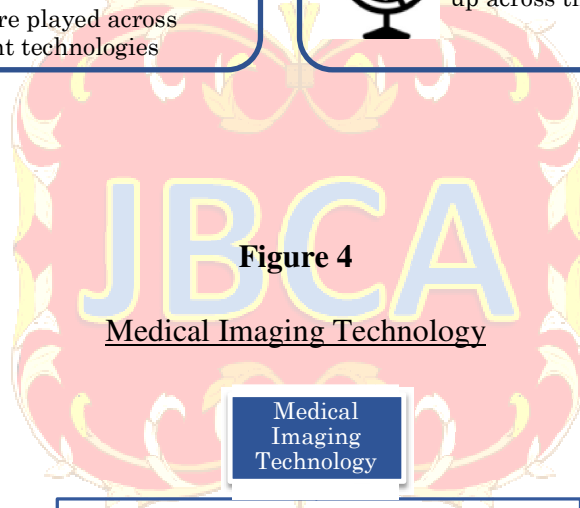 re played across
nt technologies
up across th
JBCA
Figure 4
Medical Imaging Technology
Medical
Imaging
Technology